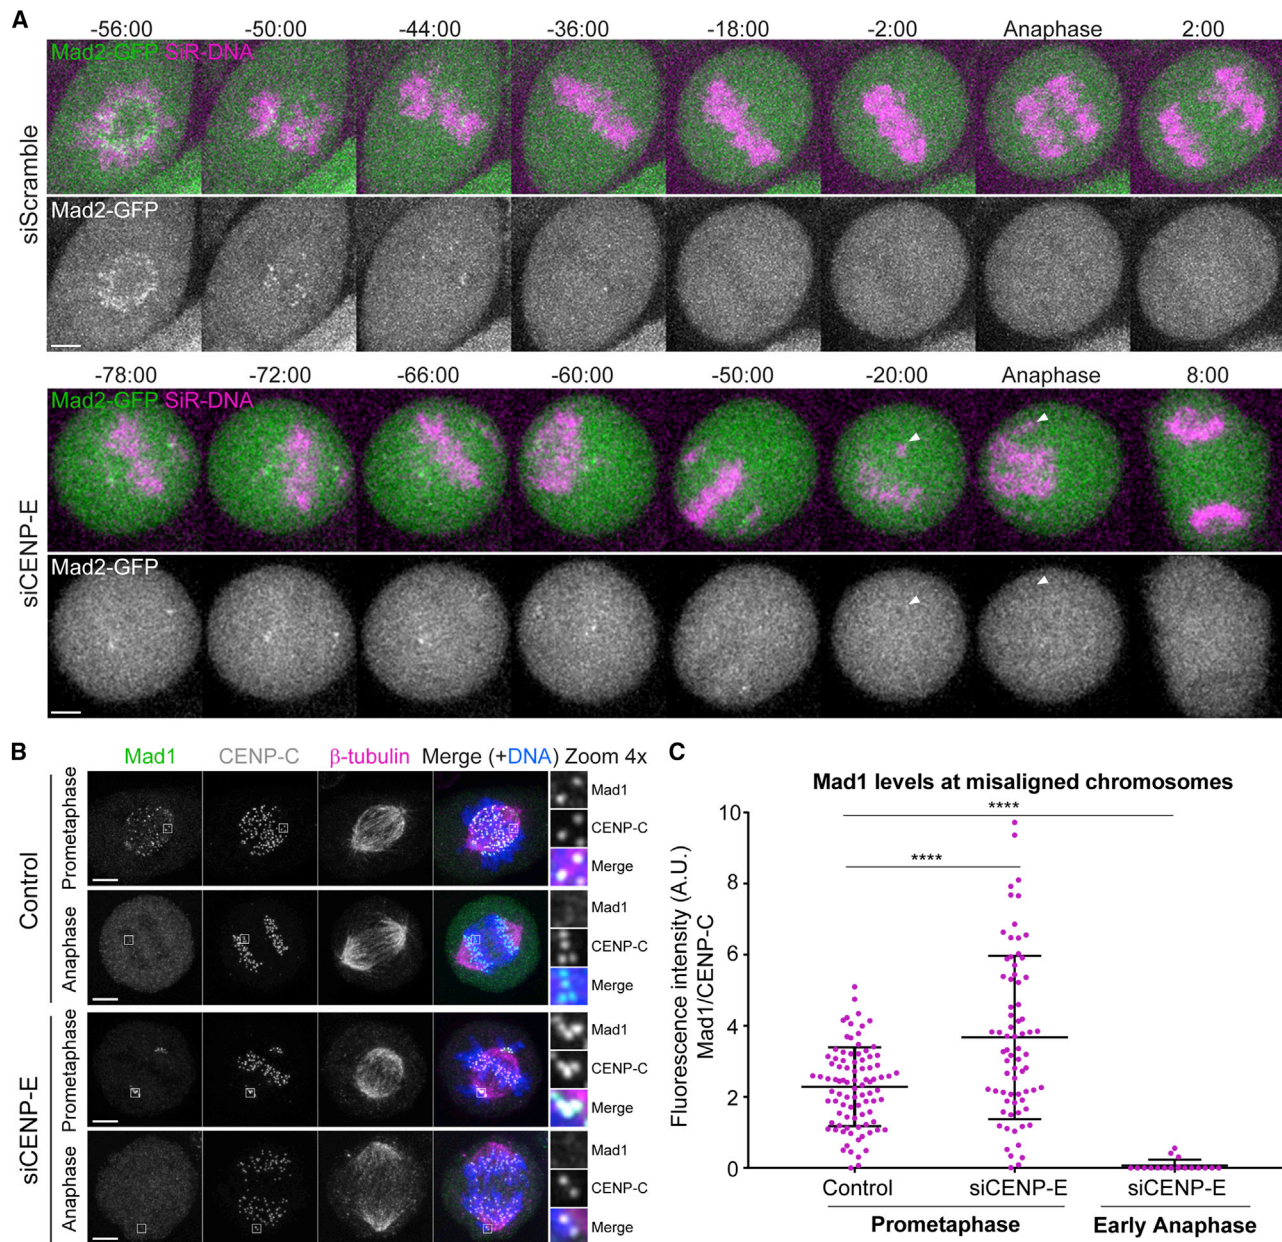 A
-56:00 -50:00 -44:00 -36:00 -18:00 -2:00 Anaphase 2:00
siScramble
Mad2-GFP SiR-DNA
Mad2-GFP
-78:00 -72:00 -66:00 -60:00 -50:00 -20:00 Anaphase 8:00
siCENP-E
Mad2-GFP SiR-DNA
Mad2-GFP
B
Mad1 CENP-C β-tubulin Merge (+DNA) Zoom 4x
Control
Prometaphase
Mad1
CENP-C
Merge
Anaphase
Mad1
CENP-C
Merge
siCENP-E
Prometaphase
Mad1
CENP-C
Merge
Anaphase
Mad1
CENP-C
Merge
C
Mad1 levels at misaligned chromosomes
Fluorescence intensity (A.U.)
Mad1/CENP-C
10
8
6
4
2
0
****
****
Control siCENP-E siCENP-E
Prometaphase Early Anaphase